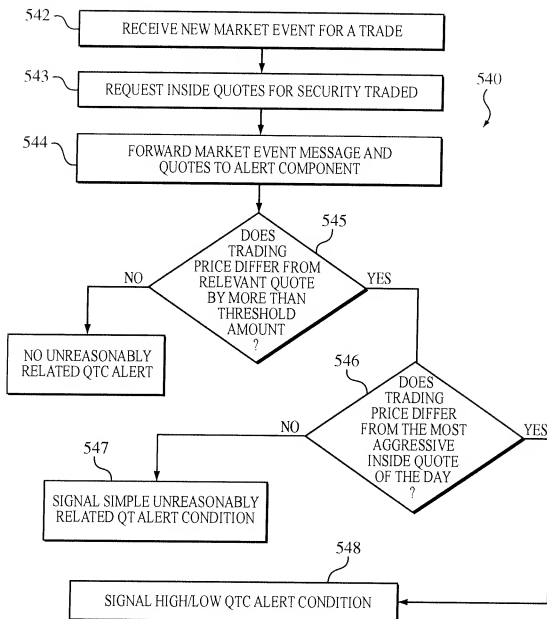 542
RECEIVE NEW MARKET EVENT FOR A TRADE
543
REQUEST INSIDE QUOTES FOR SECURITY TRADED
540
544
FORWARD MARKET EVENT MESSAGE AND
QUOTES TO ALERT COMPONENT
545
DOES
TRADING
PRICE DIFFER FROM
RELEVANT QUOTE
BY MORE THAN
THRESHOLD
AMOUNT
?
NO
YES
NO UNREASONABLY
RELATED QTC ALERT
546
DOES
TRADING
PRICE DIFFER
FROM THE MOST
AGGRESSIVE
INSIDE QUOTE
OF THE DAY
?
NO
YES
547
SIGNAL SIMPLE UNREASONABLY
RELATED QT ALERT CONDITION
548
SIGNAL HIGH/LOW QTC ALERT CONDITION